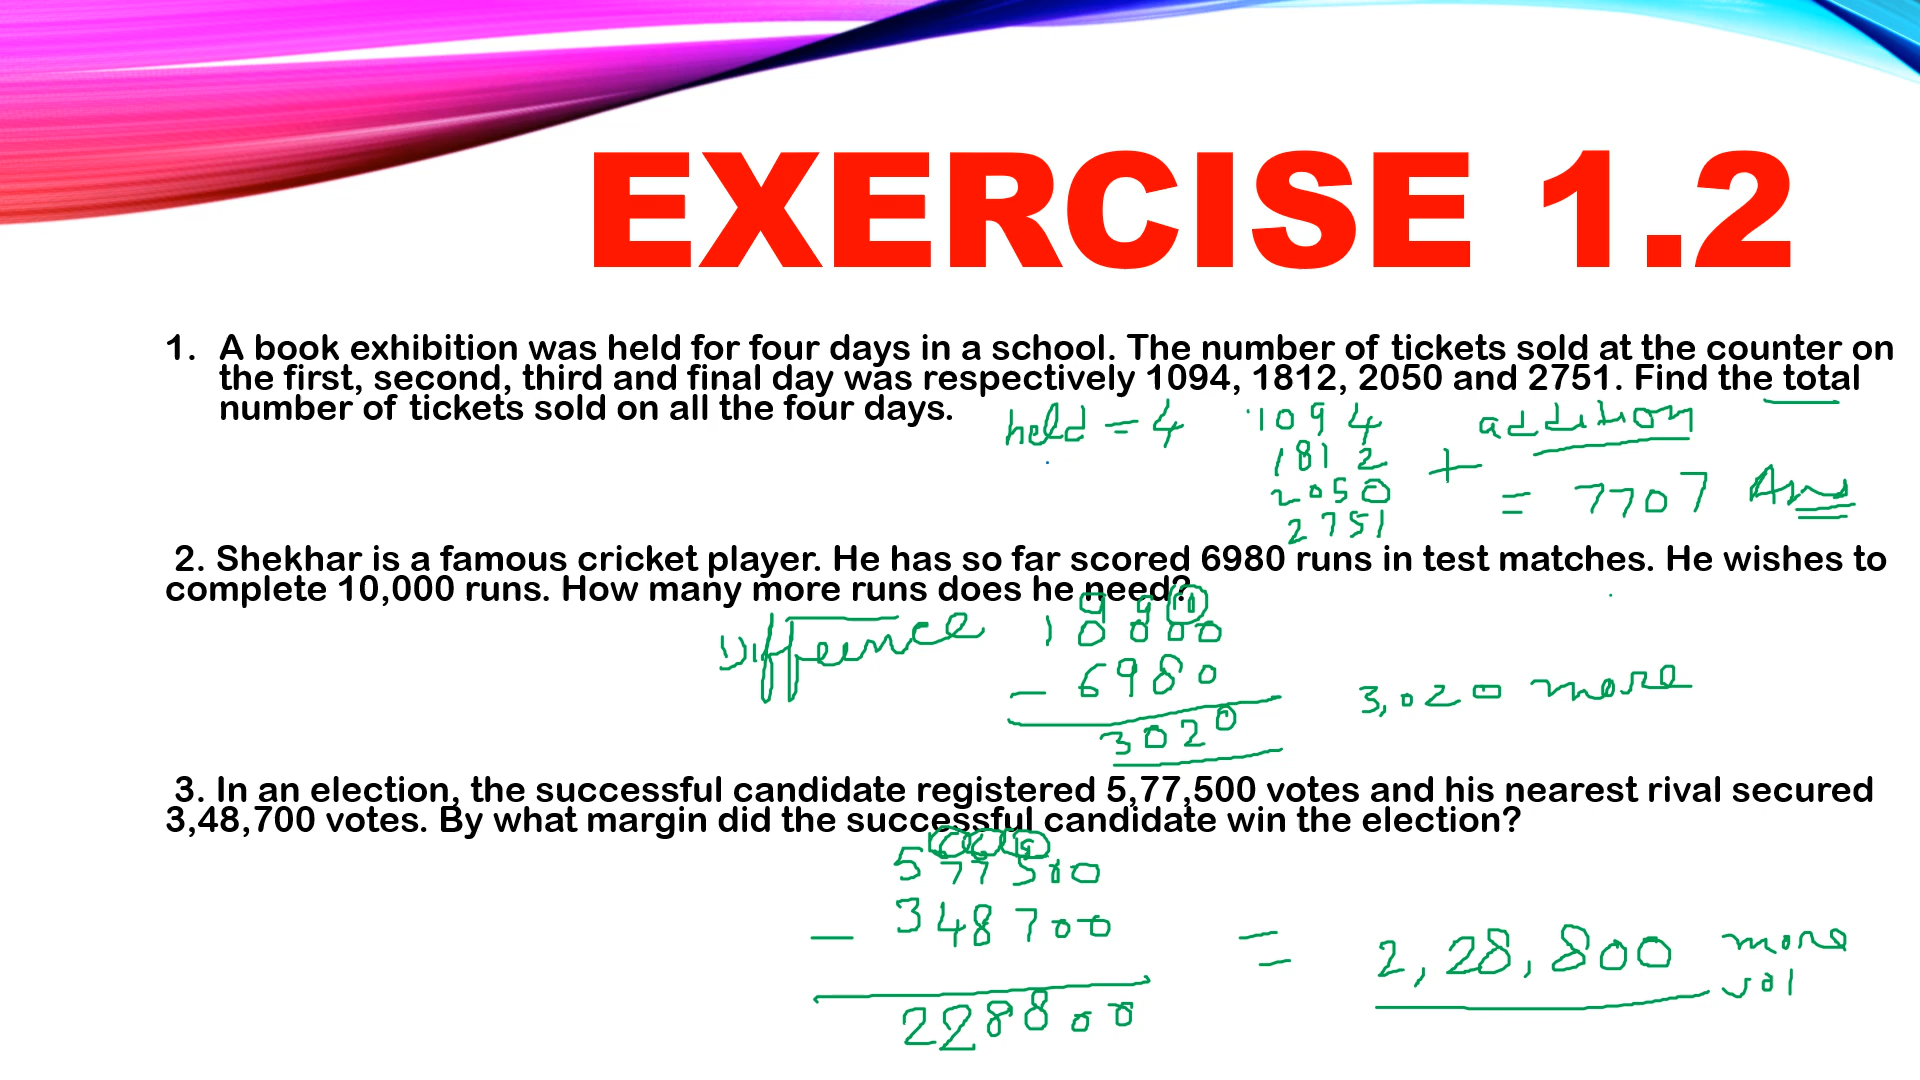 EXERCISE 1.2
1. A book exhibition was held for four days in a school. The number of tickets sold at the counter on
the first, second, third and final day was respectively 1094, 1812, 2050 and 2751. Find the total
number of tickets sold on all the four days.
held = 4 1094 addition
1812 +
2050 = 7707 Ans
2751
2. Shekhar is a famous cricket player. He has so far scored 6980 runs in test matches. He wishes to
complete 10,000 runs. How many more runs does he need?
9 9 10
10000
- 6980 3,020 more
3020
3. In an election, the successful candidate registered 5,77,500 votes and his nearest rival secured
3,48,700 votes. By what margin did the successful candidate win the election?
577500
- 348700 = 2,28,800 more
228800